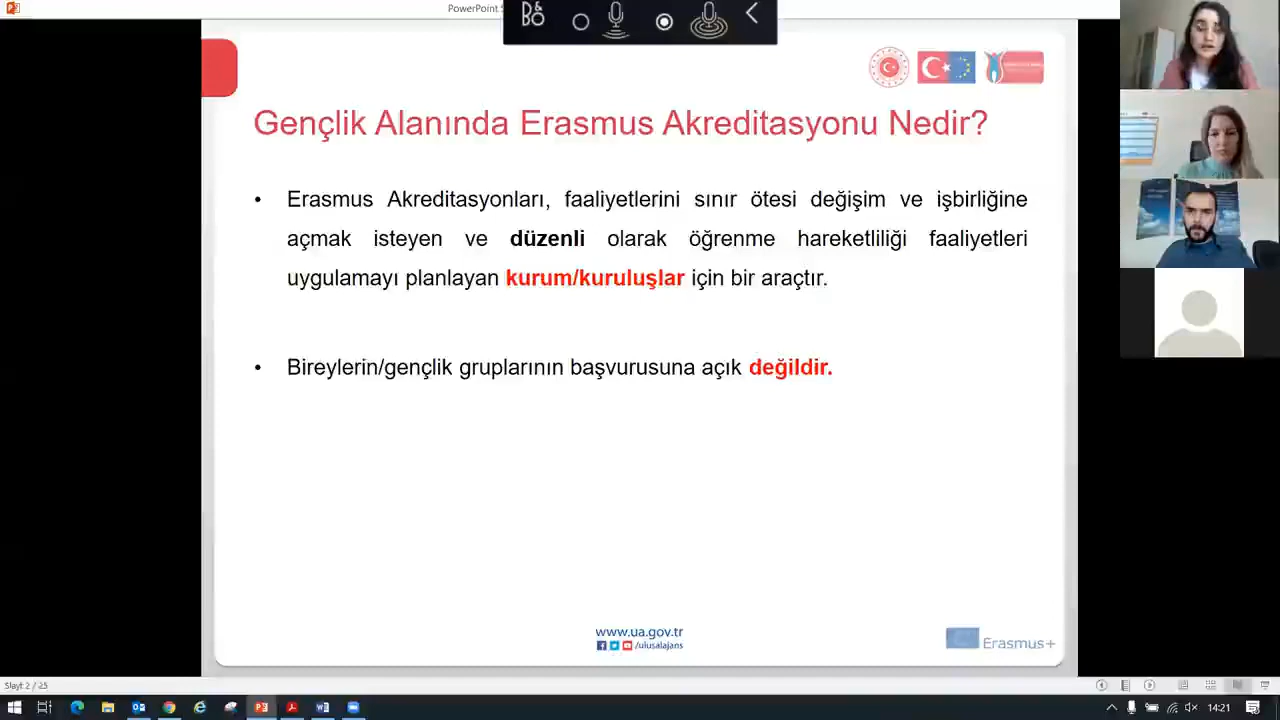 PowerPoint
Gençlik Alanında Erasmus Akreditasyonu Nedir?
• Erasmus Akreditasyonları, faaliyetlerini sınır ötesi değişim ve işbirliğine
açmak isteyen ve düzenli olarak öğrenme hareketliliği faaliyetleri
uygulamayı planlayan kurum/kuruluşlar için bir araçtır.
• Bireylerin/gençlik gruplarının başvurusuna açık değildir.
www.ua.gov.tr
/ulusalajans
Erasmus+
Slayt 2 / 25
14:21